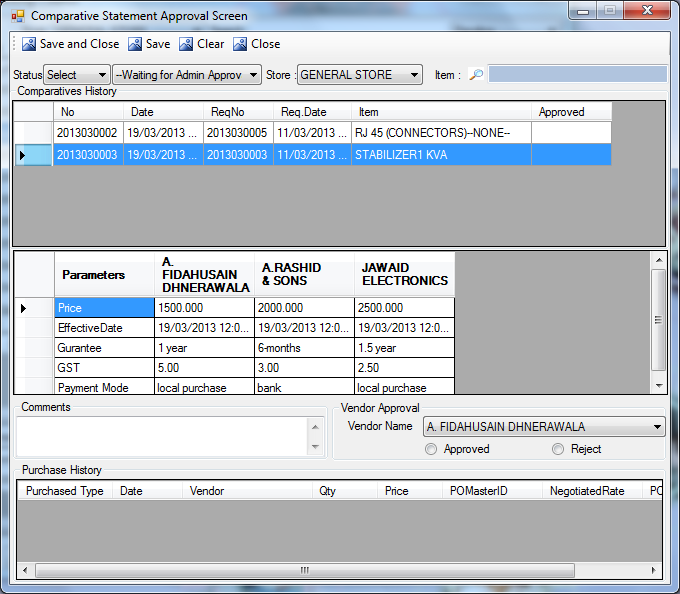 Comparative Statement Approval Screen
Save and Close Save Clear Close
Status Select --Waiting for Admin Approv Store : GENERAL STORE Item :
Comparatives History
No Date ReqNo Req.Date Item Approved
2013030002 19/03/2013 ... 2013030005 11/03/2013 ... RJ 45 (CONNECTORS)--NONE--
2013030003 19/03/2013 ... 2013030003 11/03/2013 ... STABILIZER1 KVA
Parameters A. FIDAHUSAIN DHNERAWALA A.RASHID & SONS JAWAID ELECTRONICS
Price 1500.000 2000.000 2500.000
EffectiveDate 19/03/2013 12:0... 19/03/2013 12:0... 19/03/2013 12:0...
Gurantee 1 year 6-months 1.5 year
GST 5.00 3.00 2.50
Payment Mode local purchase bank local purchase
Comments
Vendor Approval
Vendor Name A. FIDAHUSAIN DHNERAWALA
Approved Reject
Purchase History
Purchased Type Date Vendor Qty Price POMasterID NegotiatedRate PO